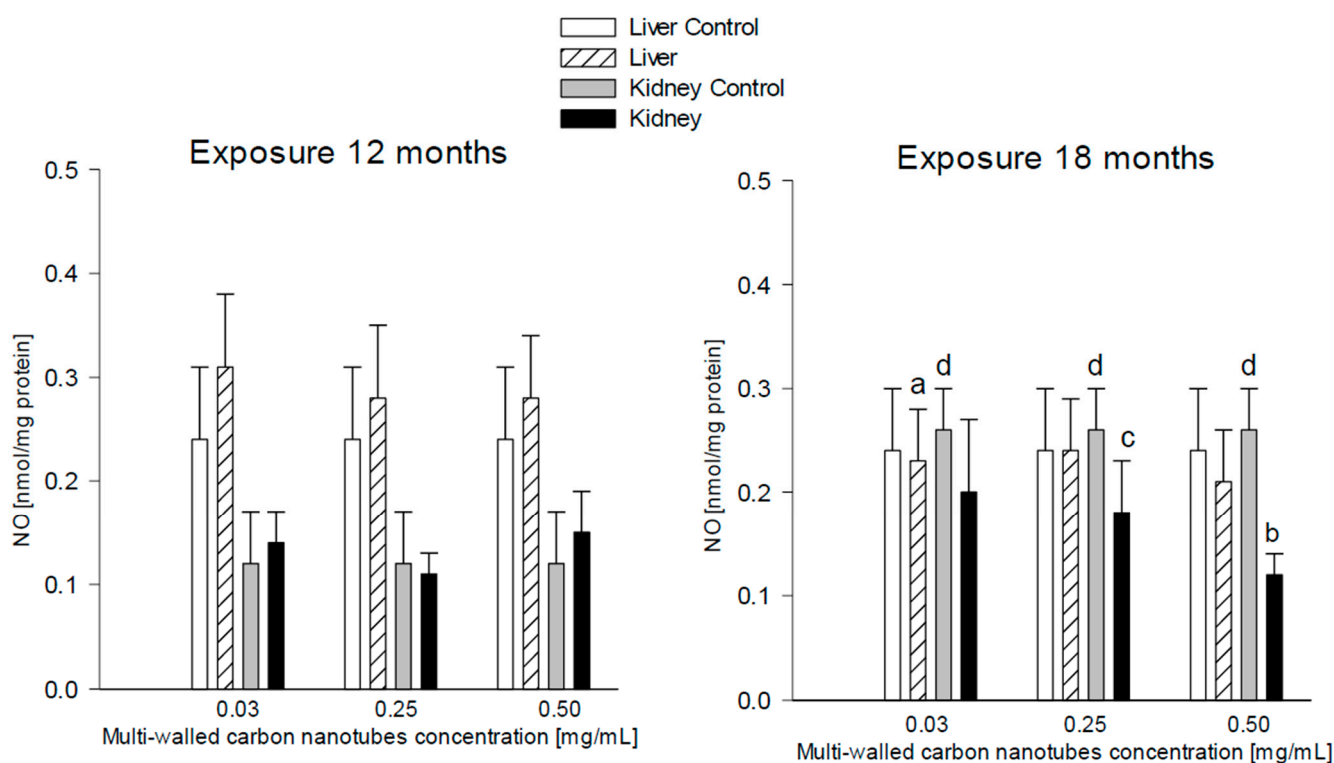 Liver Control
Liver
Kidney Control
Kidney
Exposure 12 months
0.5
0.4
0.3
0.2
0.1
0.0
NO [nmol/mg protein]
0.03 0.25 0.50
Multi-walled carbon nanotubes concentration [mg/mL]
Exposure 18 months
0.5
0.4
0.3
0.2
0.1
0.0
NO [nmol/mg protein]
a d d c d b
0.03 0.25 0.50
Multi-walled carbon nanotubes concentration [mg/mL]